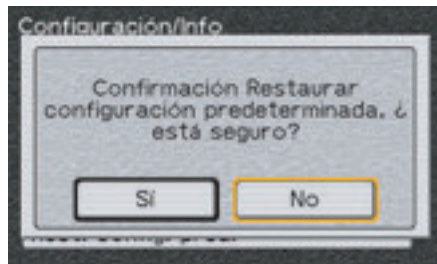 Configuración/Info
Confirmación Restaurar
configuración predeterminada. ¿
está seguro?
Sí
No